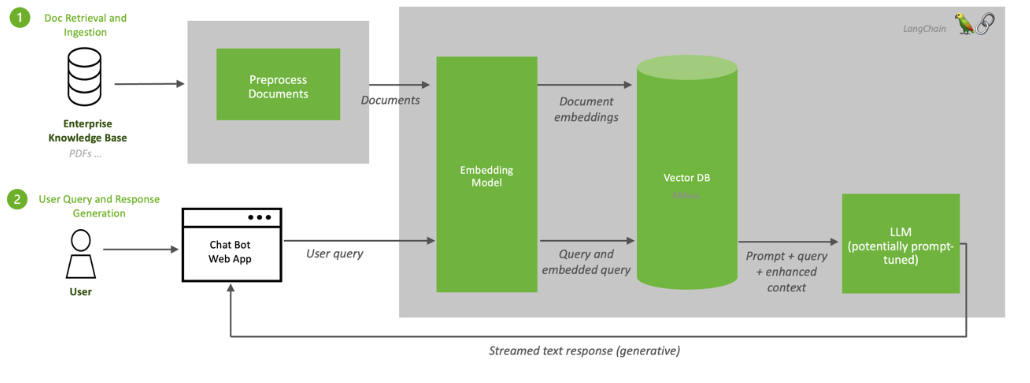 1
Doc Retrieval and
Ingestion
LangChain
Preprocess
Documents
Documents
Document
embeddings
Enterprise
Knowledge Base
PDFs ...
Embedding
Model
Vector DB
2
User Query and Response
Generation
Chat Bot
Web App
User query
Query and
embedded query
Prompt + query
+ enhanced
context
LLM
(potentially prompt-
tuned)
User
Streamed text response (generative)